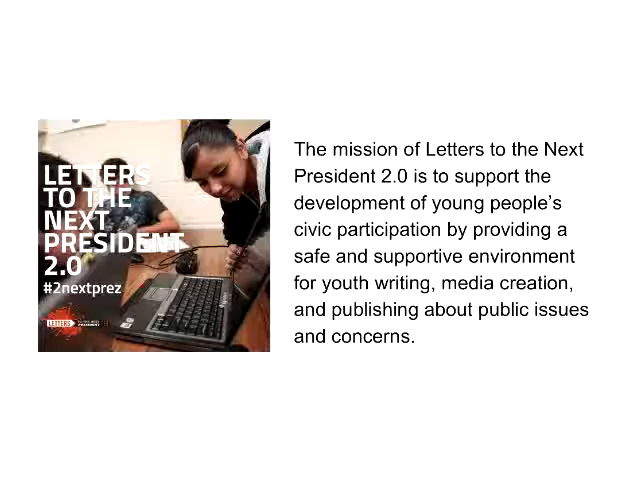 LETTERS
TO THE
NEXT
PRESIDENT
2.0
#2nextprez
LETTERS
The mission of Letters to the Next
President 2.0 is to support the
development of young people's
civic participation by providing a
safe and supportive environment
for youth writing, media creation,
and publishing about public issues
and concerns.